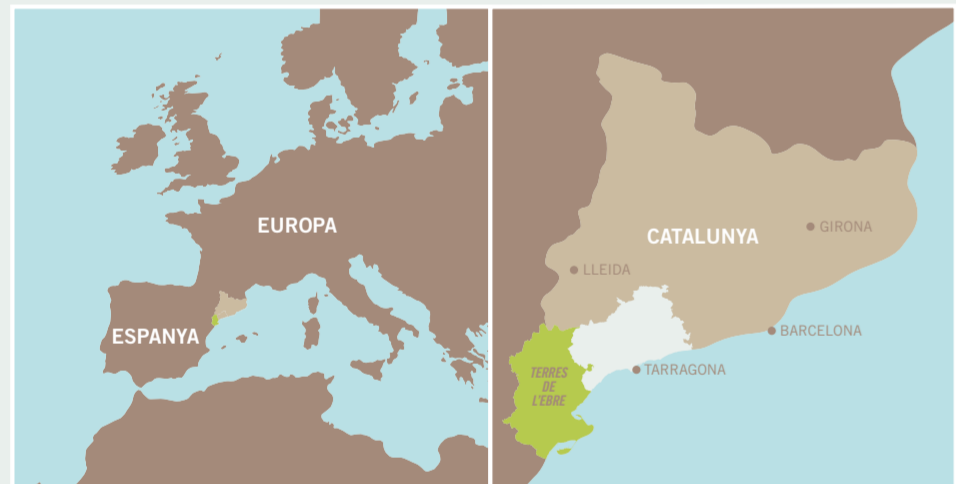 EUROPA
ESPANYA
CATALUNYA
GIRONA
LLEIDA
BARCELONA
TARRAGONA
TERRES
DE
L'EBRE